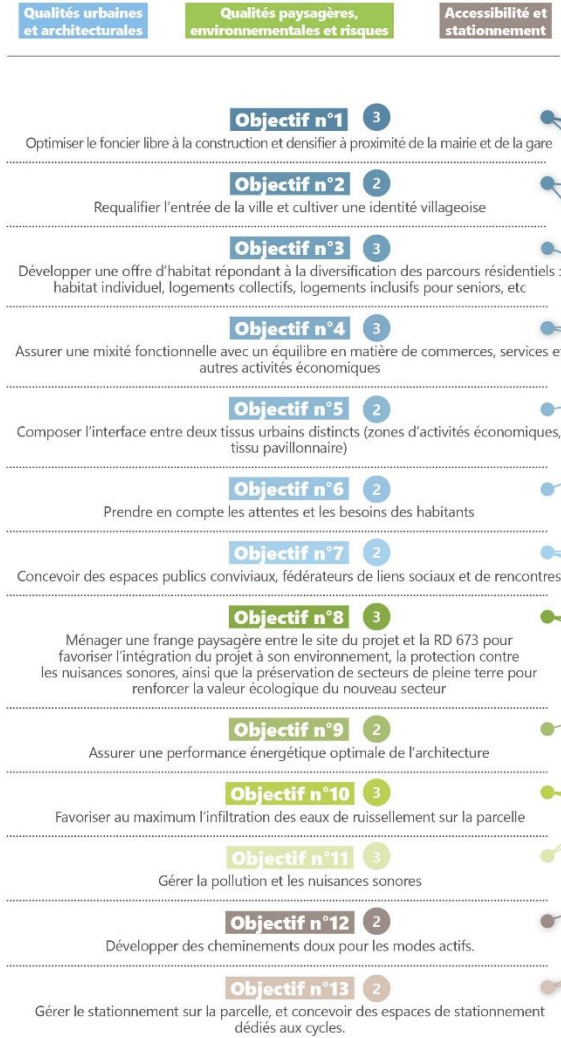 Qualités urbaines
et architecturales
Qualités paysagères,
environnementales et risques
Accessibilité et
stationnement
Objectif n°1 3
Optimiser le foncier libre à la construction et densifier à proximité de la mairie et de la gare
Objectif n°2 2
Requalifier l'entrée de la ville et cultiver une identité villageoise
Objectif n°3 3
Développer une offre d'habitat répondant à la diversification des parcours résidentiels :
habitat individuel, logements collectifs, logements inclusifs pour seniors, etc
Objectif n°4 3
Assurer une mixité fonctionnelle avec un équilibre en matière de commerces, services et
autres activités économiques
Objectif n°5 2
Composer l'interface entre deux tissus urbains distincts (zones d'activités économiques,
tissu pavillonnaire)
Objectif n°6 2
Prendre en compte les attentes et les besoins des habitants
Objectif n°7 2
Concevoir des espaces publics conviviaux, fédérateurs de liens sociaux et de rencontres
Objectif n°8 3
Ménager une frange paysagère entre le site du projet et la RD 673 pour
favoriser l'intégration du projet à son environnement, la protection contre
les nuisances sonores, ainsi que la préservation de secteurs de pleine terre pour
renforcer la valeur écologique du nouveau secteur
Objectif n°9 2
Assurer une performance énergétique optimale de l'architecture
Objectif n°10 3
Favoriser au maximum l'infiltration des eaux de ruissellement sur la parcelle
Objectif n°11 3
Gérer la pollution et les nuisances sonores
Objectif n°12 2
Développer des cheminements doux pour les modes actifs.
Objectif n°13 2
Gérer le stationnement sur la parcelle, et concevoir des espaces de stationnement
dédiés aux cycles.